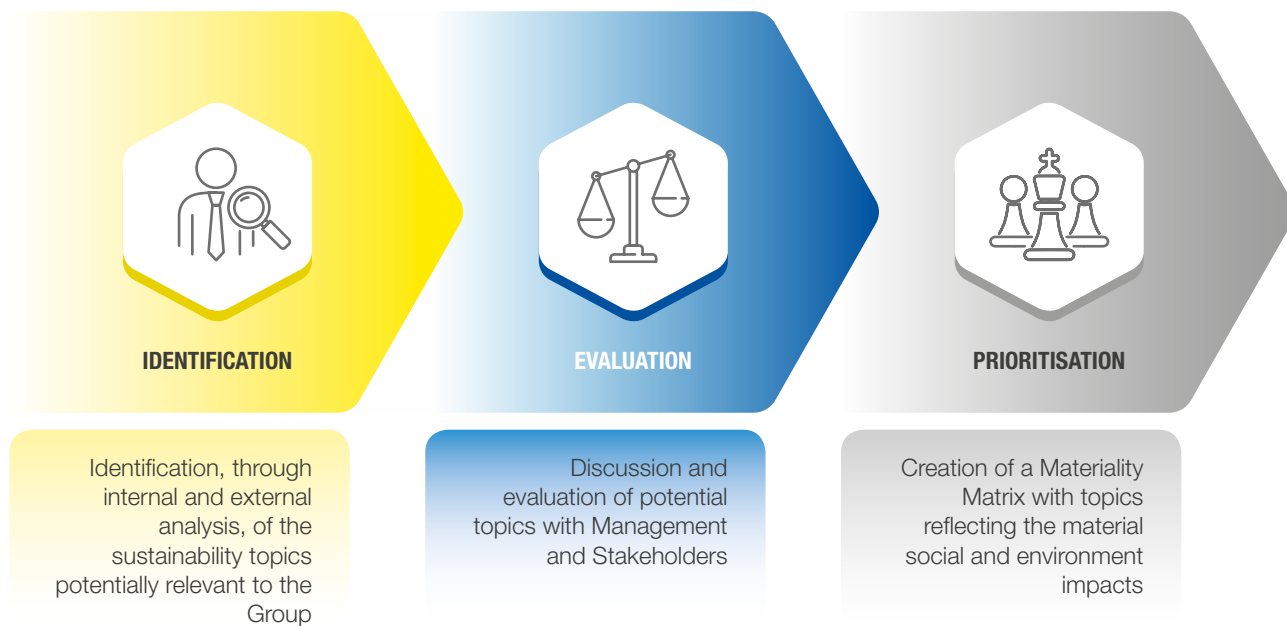 IDENTIFICATION
EVALUATION
PRIORITISATION
Identification, through
internal and external
analysis, of the
sustainability topics
potentially relevant to the
Group
Discussion and
evaluation of potential
topics with Management
and Stakeholders
Creation of a Materiality
Matrix with topics
reflecting the material
social and environment
impacts